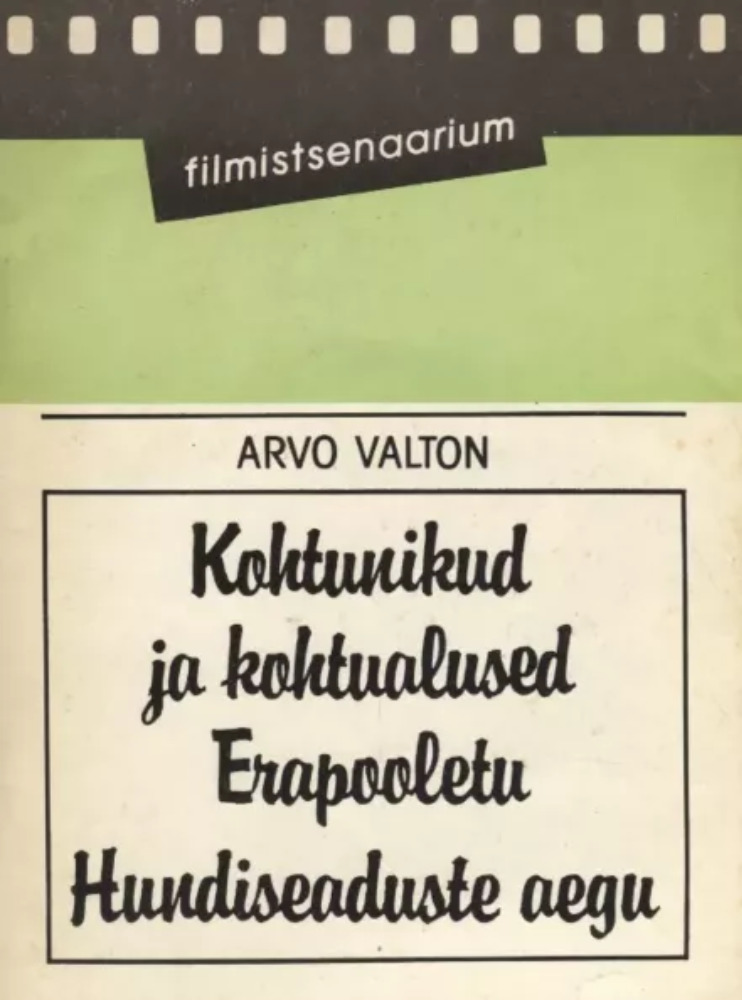 filmistsenaarium
ARVO VALTON
Kohtunikud
ja kohtualused
Erapooletu
Hundiseaduste aegu